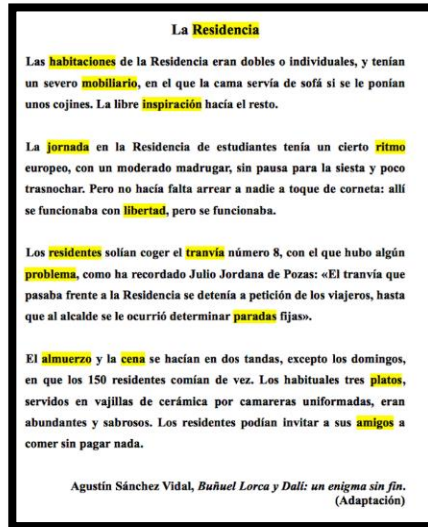 La Residencia
Las habitaciones de la Residencia eran dobles o individuales, y tenían
un severo mobiliario, en el que la cama servía de sofá si se le ponían
unos cojines. La libre inspiración hacía el resto.
La jornada en la Residencia de estudiantes tenía un cierto ritmo
europeo, con un moderado madrugar, sin pausa para la siesta y poco
trasnochar. Pero no hacía falta arrear a nadie a toque de corneta: allí
se funcionaba con libertad, pero se funcionaba.
Los residentes solían coger el tranvía número 8, con el que hubo algún
problema, como ha recordado Julio Jordana de Pozas: «El tranvía que
pasaba frente a la Residencia se detenía a petición de los viajeros, hasta
que al alcalde se le ocurrió determinar paradas fijas».
El almuerzo y la cena se hacían en dos tandas, excepto los domingos,
en que los 150 residentes comían de vez. Los habituales tres platos,
servidos en vajillas de cerámica por camareras uniformadas, eran
abundantes y sabrosos. Los residentes podían invitar a sus amigos a
comer sin pagar nada.
Agustín Sánchez Vidal, Buñuel Lorca y Dalí: un enigma sin fin.
(Adaptación)